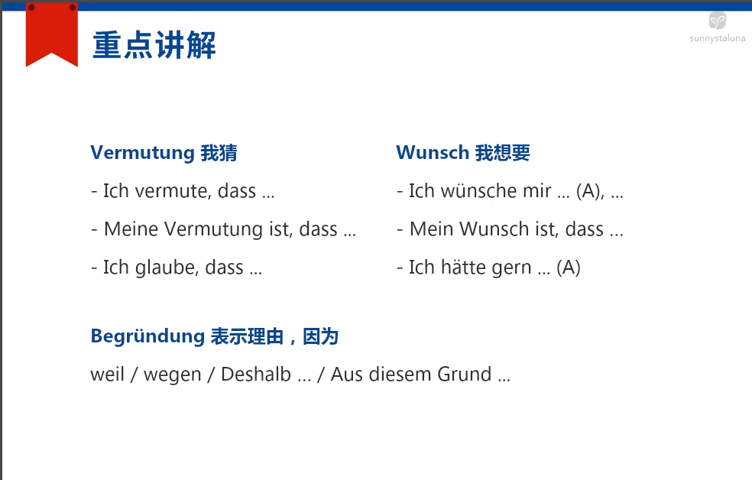 重点讲解
sunnystaluna
Vermutung 我猜
- Ich vermute, dass ...
- Meine Vermutung ist, dass ...
- Ich glaube, dass ...
Wunsch 我想要
- Ich wünsche mir ... (A), ...
- Mein Wunsch ist, dass ...
- Ich hätte gern ... (A)
Begründung 表示理由，因为
weil / wegen / Deshalb ... / Aus diesem Grund ...